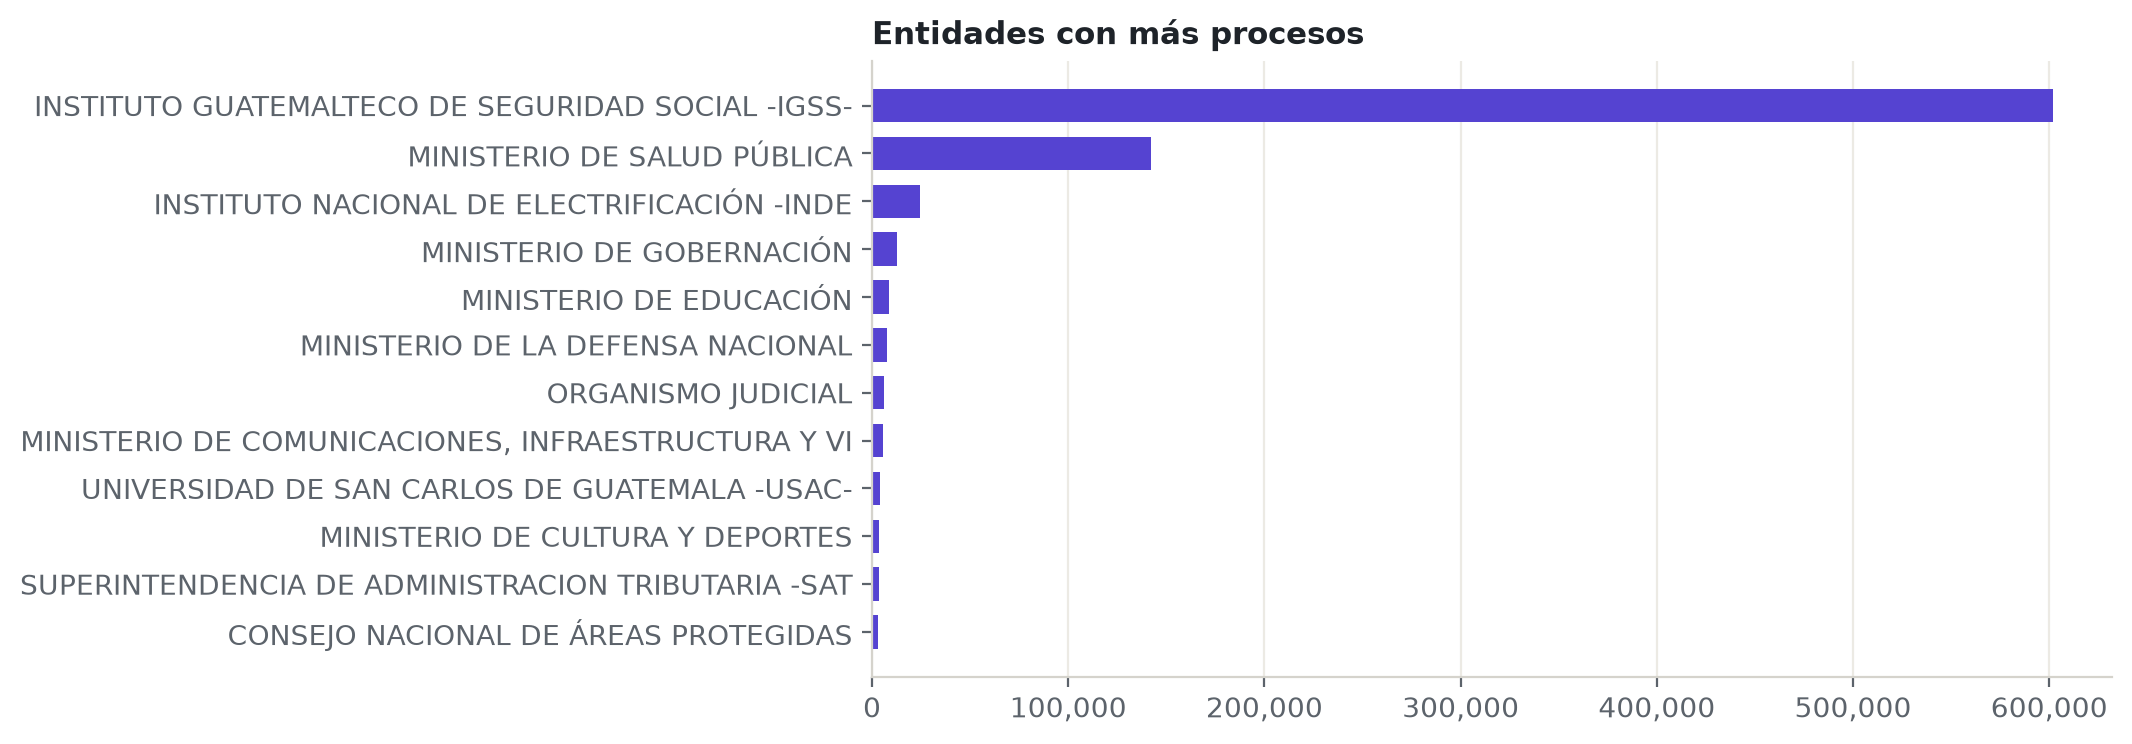 Entidades con más procesos
INSTITUTO GUATEMALTECO DE SEGURIDAD SOCIAL -IGSS-
MINISTERIO DE SALUD PÚBLICA
INSTITUTO NACIONAL DE ELECTRIFICACIÓN -INDE
MINISTERIO DE GOBERNACIÓN
MINISTERIO DE EDUCACIÓN
MINISTERIO DE LA DEFENSA NACIONAL
ORGANISMO JUDICIAL
MINISTERIO DE COMUNICACIONES, INFRAESTRUCTURA Y VI
UNIVERSIDAD DE SAN CARLOS DE GUATEMALA -USAC-
MINISTERIO DE CULTURA Y DEPORTES
SUPERINTENDENCIA DE ADMINISTRACION TRIBUTARIA -SAT
CONSEJO NACIONAL DE ÁREAS PROTEGIDAS
0 100,000 200,000 300,000 400,000 500,000 600,000